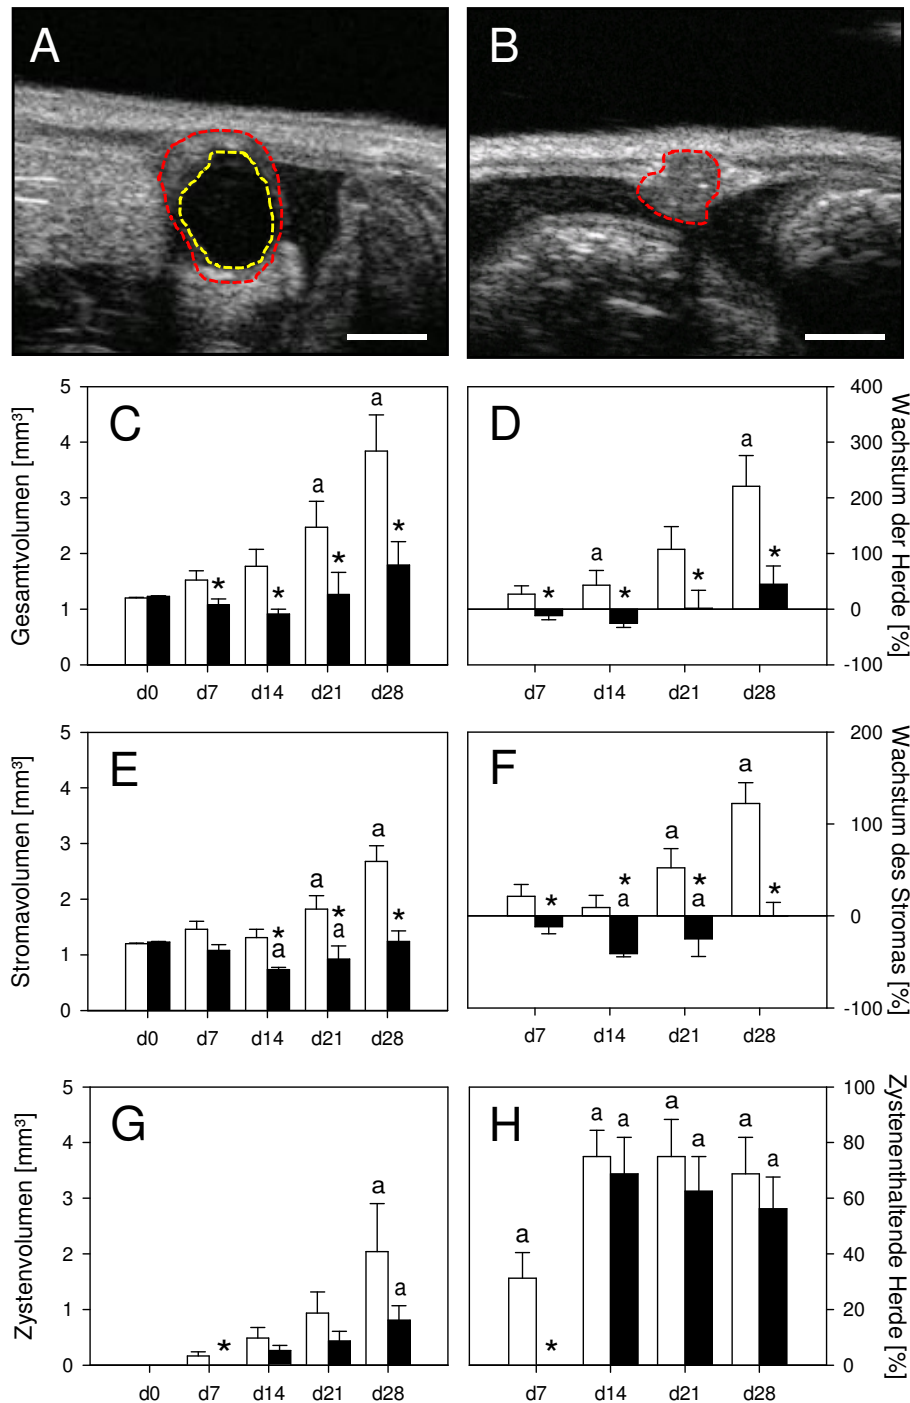 A
B
C
Gesamtvolumen [mm³]
5
4
3
2
1
0
a
a
*
*
*
*
d0 d7 d14 d21 d28
D
Wachstum der Herde [%]
400
300
200
100
0
-100
a
a
*
*
*
*
d7 d14 d21 d28
E
Stromavolumen [mm³]
5
4
3
2
1
0
a
a
*
a
*
a
*
d0 d7 d14 d21 d28
F
Wachstum des Stromas [%]
200
100
0
-100
a
a
*
*
a
*
a
*
d7 d14 d21 d28
G
Zystenvolumen [mm³]
5
4
3
2
1
0
a
a
*
d0 d7 d14 d21 d28
H
Zystenenthaltende Herde [%]
100
80
60
40
20
0
a
a a
a a
a a
*
d7 d14 d21 d28